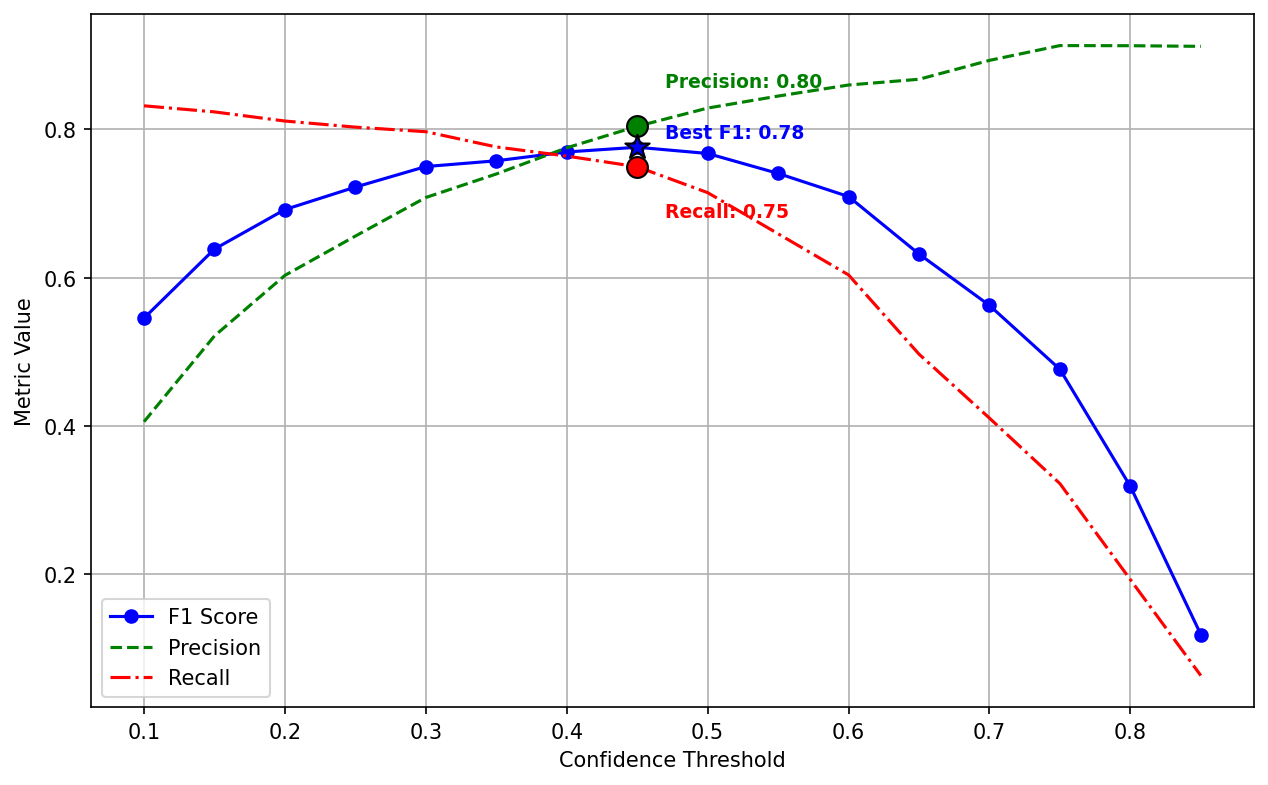 Precision: 0.80
Best F1: 0.78
Recall: 0.75
Metric Value
0.8
0.6
0.4
0.2
F1 Score
Precision
Recall
0.1 0.2 0.3 0.4 0.5 0.6 0.7 0.8
Confidence Threshold